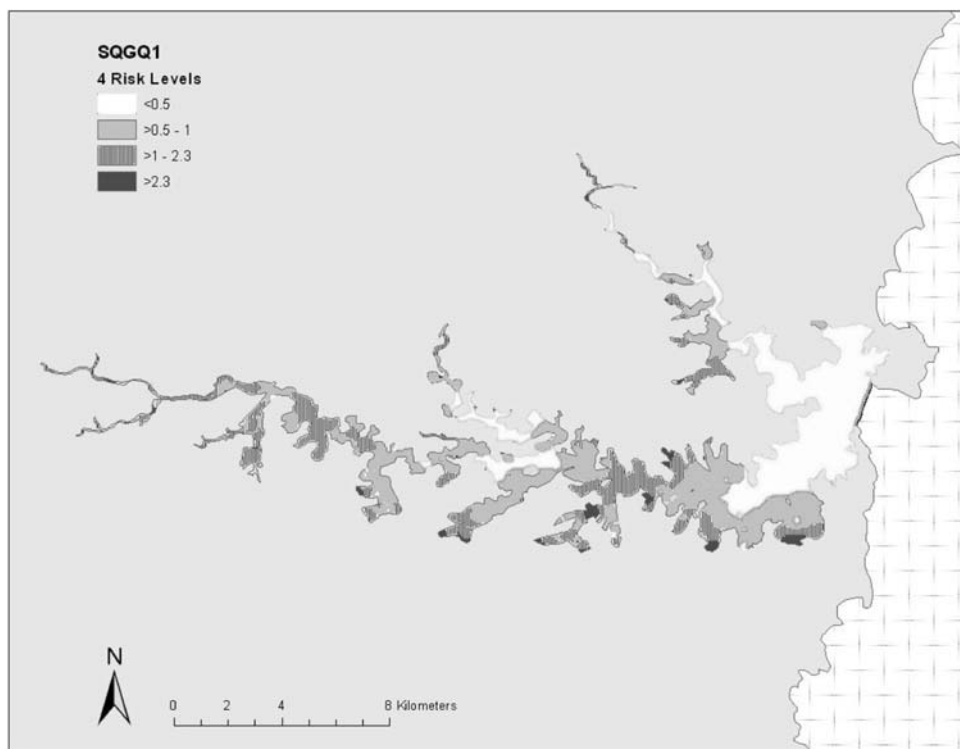 SQGQ1
4 Risk Levels
<0.5
>0.5 - 1
>1 - 2.3
>2.3
N
0 2 4 8 Kilometers